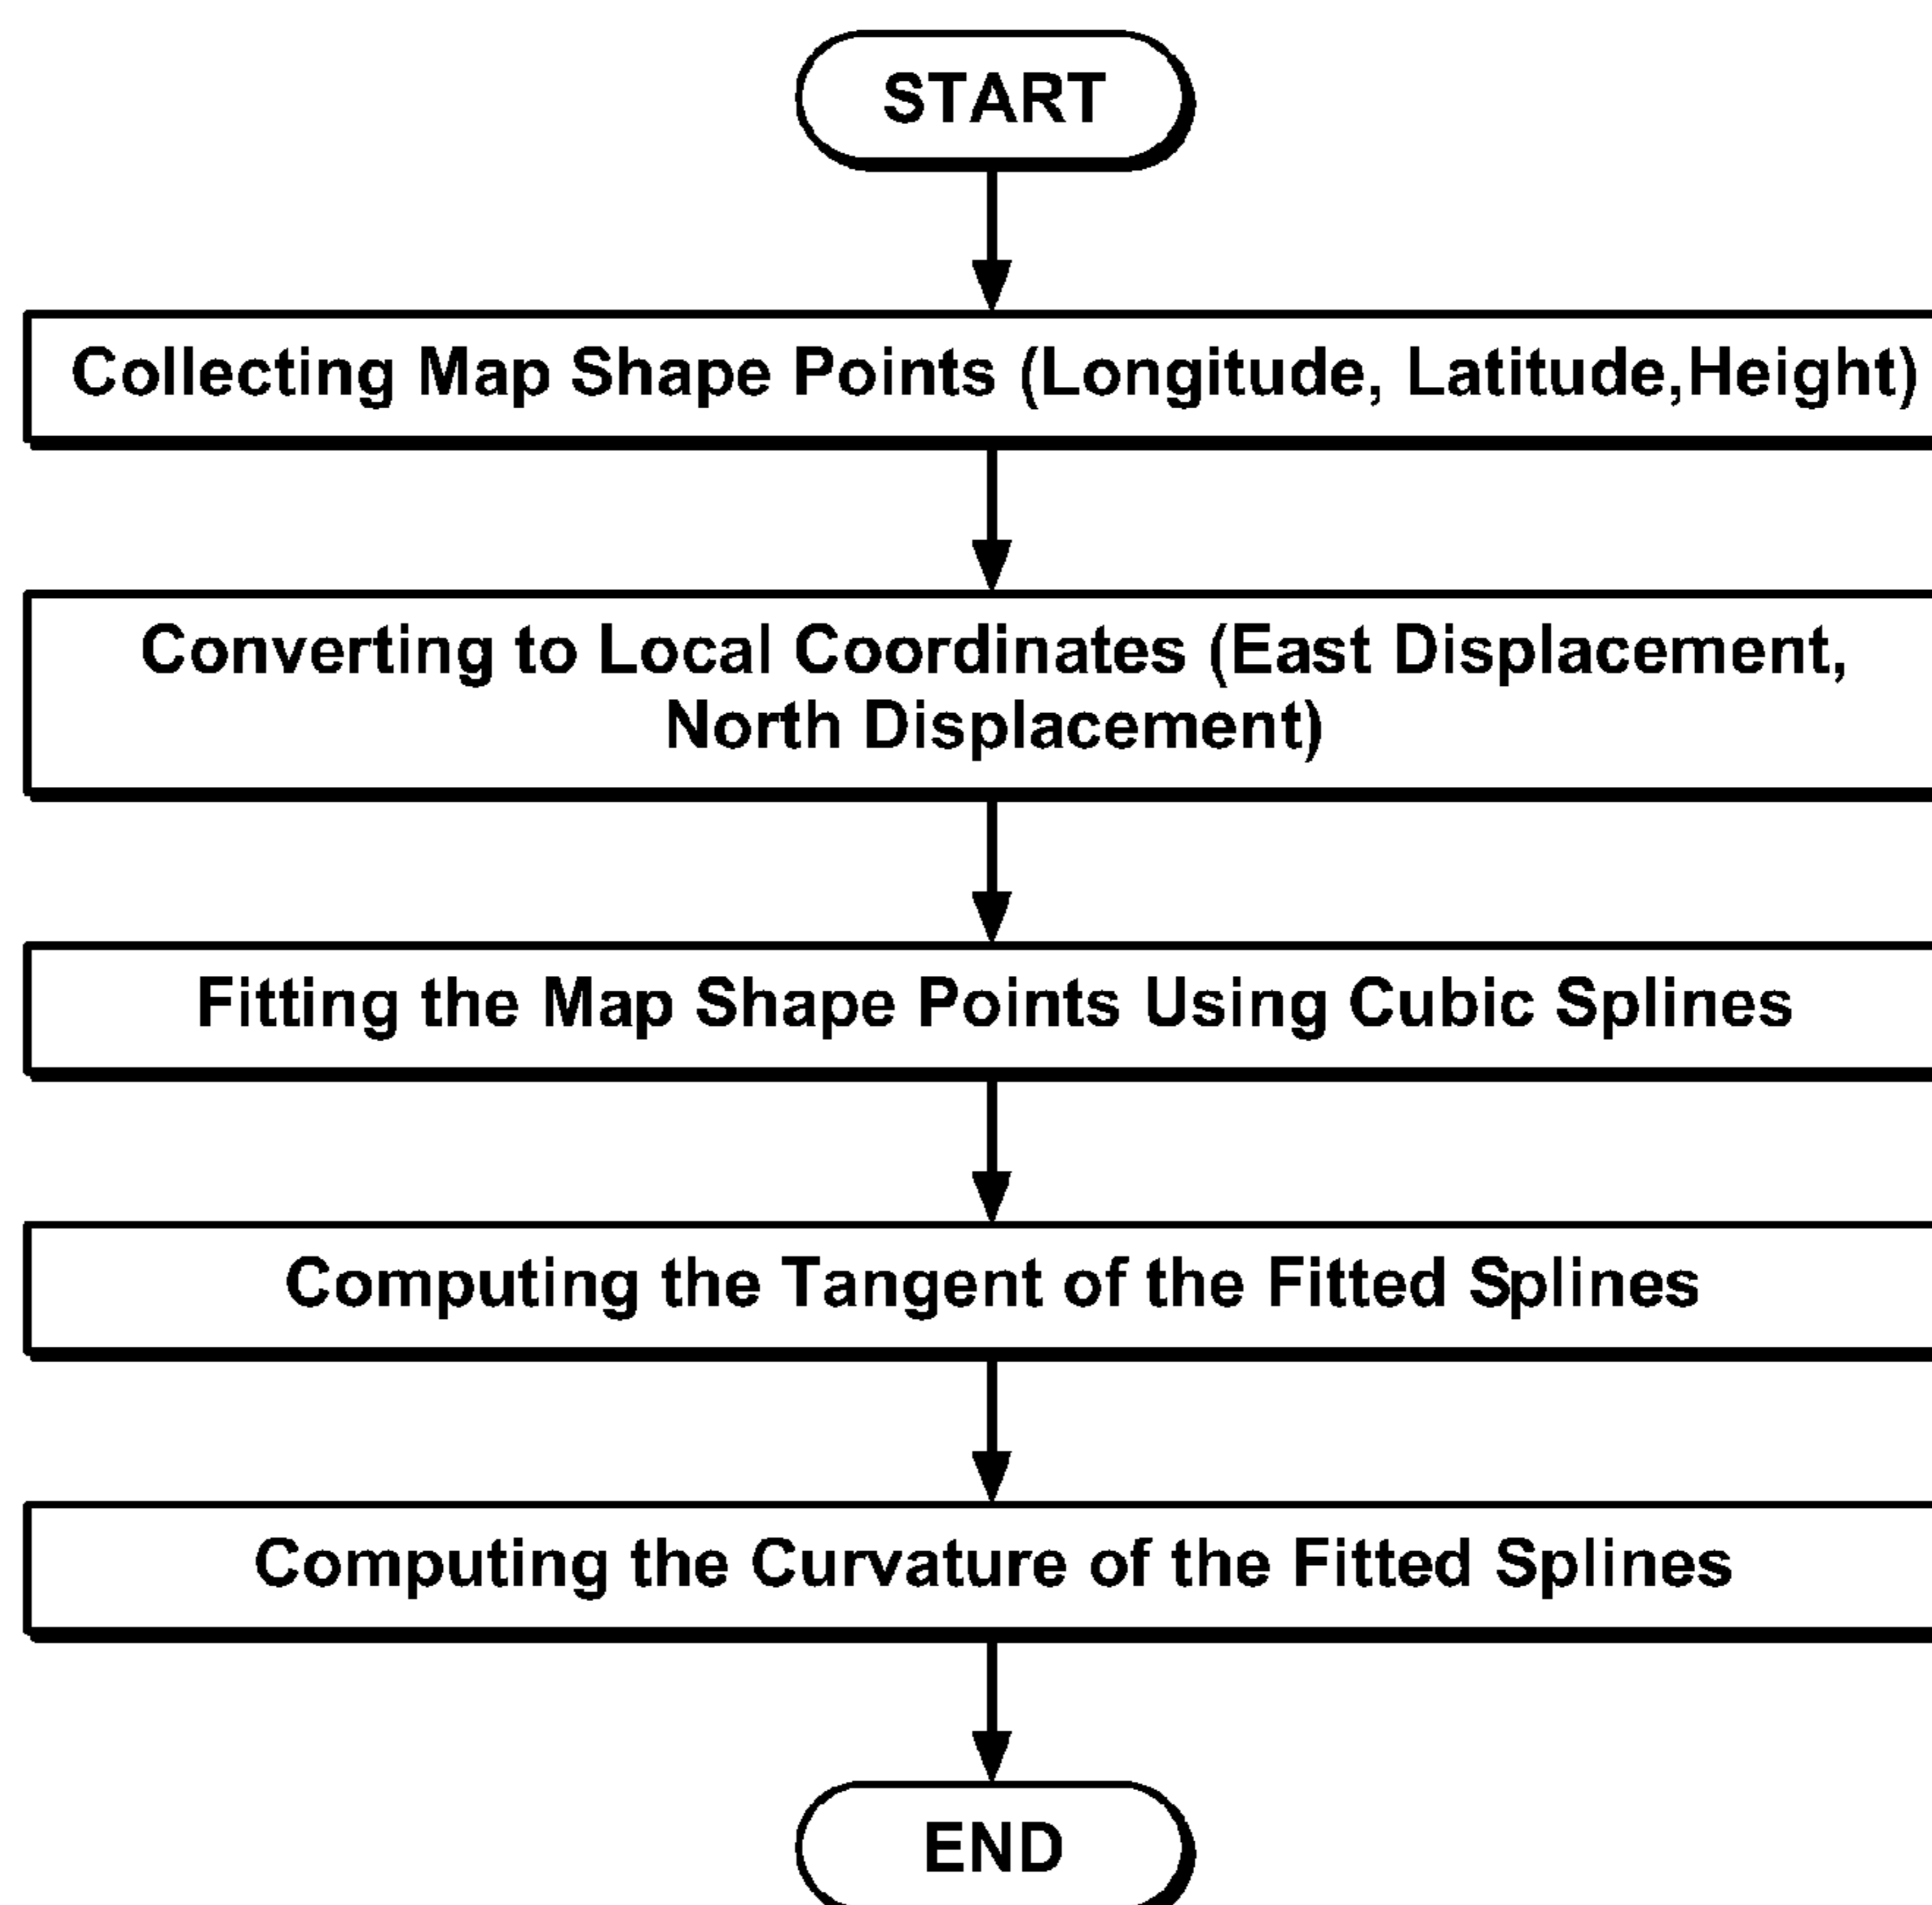 START
Collecting Map Shape Points (Longitude, Latitude,Height)
Converting to Local Coordinates (East Displacement,
North Displacement)
Fitting the Map Shape Points Using Cubic Splines
Computing the Tangent of the Fitted Splines
Computing the Curvature of the Fitted Splines
END